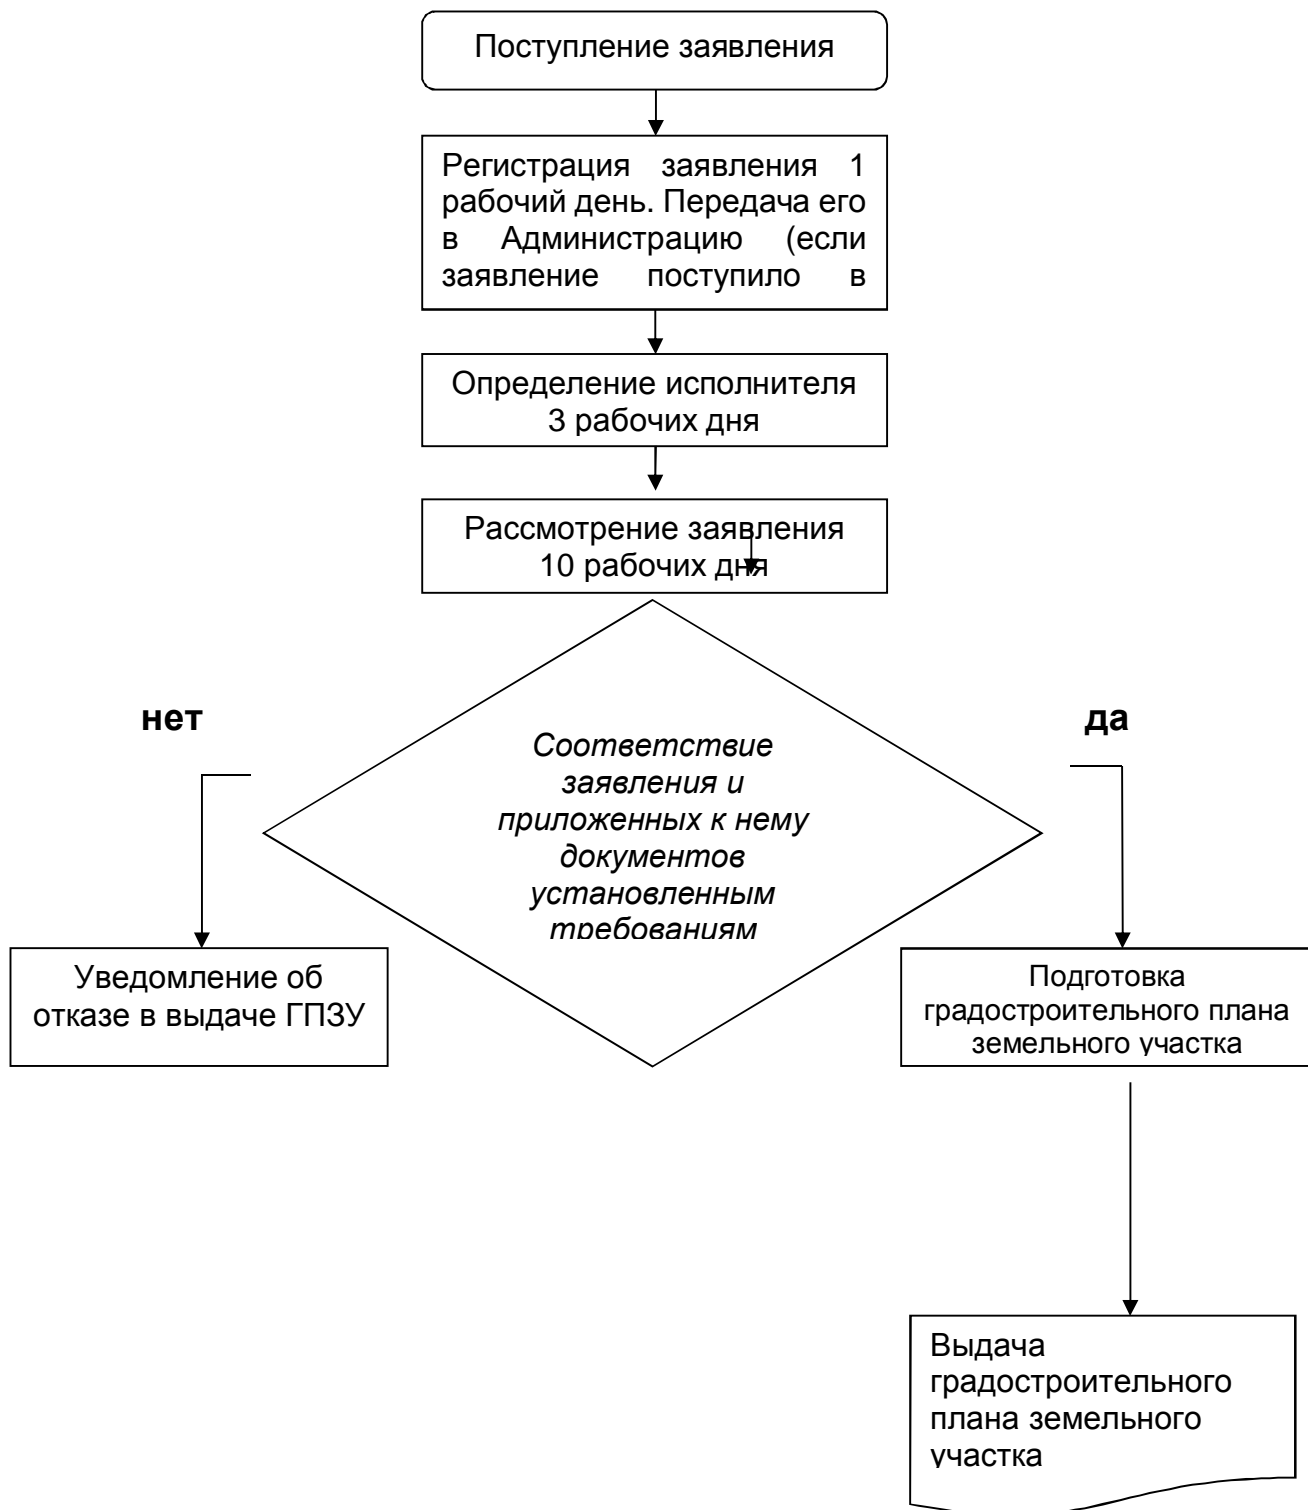 Поступление заявления
Регистрация заявления 1
рабочий день. Передача его
в Администрацию (если
заявление поступило в
Определение исполнителя
3 рабочих дня
Рассмотрение заявления
10 рабочих дня
нет
да
Соответствие
заявления и
приложенных к нему
документов
установленным
требованиям
Уведомление об
отказе в выдаче ГПЗУ
Подготовка
градостроительного плана
земельного участка
Выдача
градостроительного
плана земельного
участка